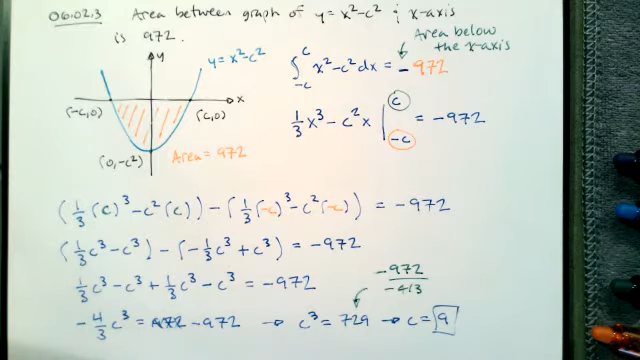 06.02.3 Area between graph of y = x² - c² & x-axis
is 972.
y
y = x² - c²
x
(-c,0)
(c,0)
(0,-c²)
Area = 972
Area below
the x-axis
∫_{-c}^{c} x² - c² dx = -972
1/3 x³ - c²x |_{-c}^{c} = -972
(1/3 (c)³ - c²(c)) - (1/3 (-c)³ - c²(-c)) = -972
(1/3 c³ - c³) - (-1/3 c³ + c³) = -972
1/3 c³ - c³ + 1/3 c³ - c³ = -972
-972/-4/3
-4/3 c³ = -972 → c³ = 729 → c = 9